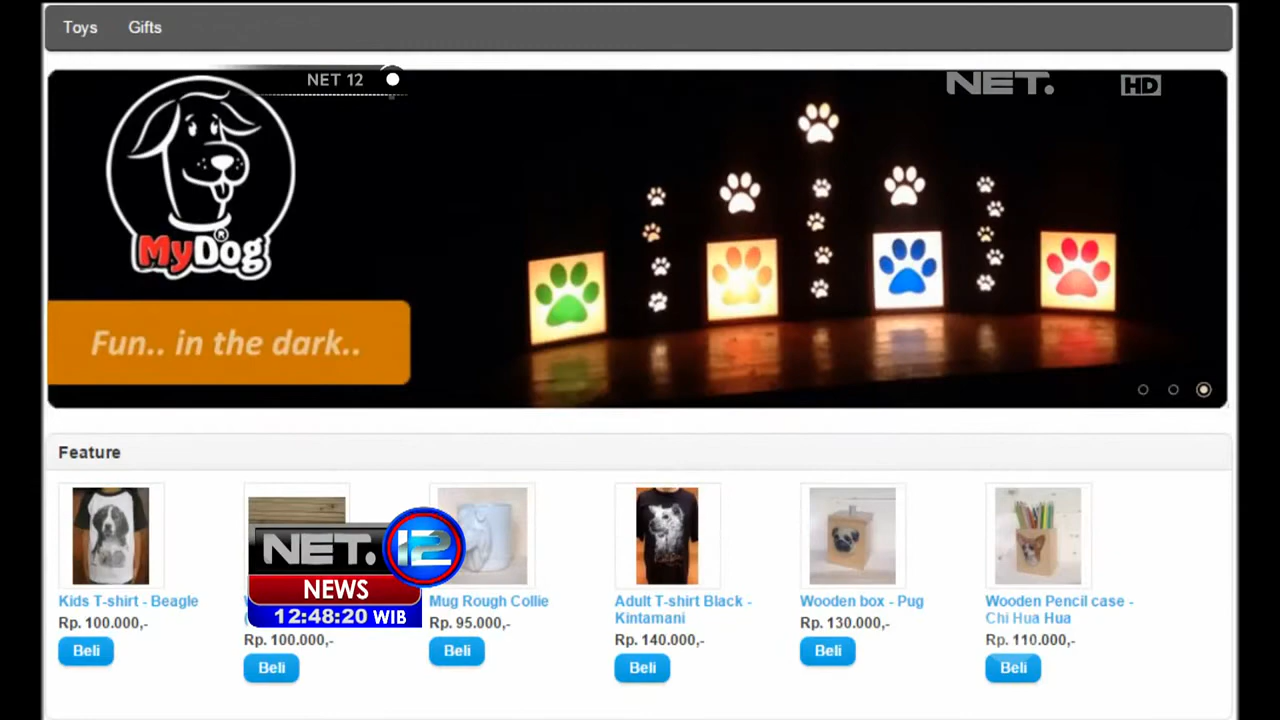 Toys Gifts
NET 12
NET. HD
MyDog ®
Fun.. in the dark..
Feature
NET. 12
NEWS
12:48:20 WIB
Kids T-shirt - Beagle
Rp. 100.000,-
Beli
Rp. 100.000,-
Beli
Mug Rough Collie
Rp. 95.000,-
Beli
Adult T-shirt Black -
Kintamani
Rp. 140.000,-
Beli
Wooden box - Pug
Rp. 130.000,-
Beli
Wooden Pencil case -
Chi Hua Hua
Rp. 110.000,-
Beli